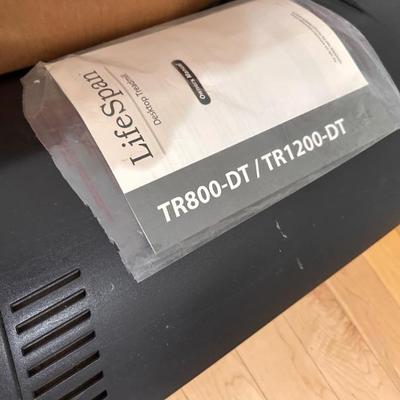 LifeSpan
Desktop Treadmill
Owner's Manual
TR800-DT / TR1200-DT